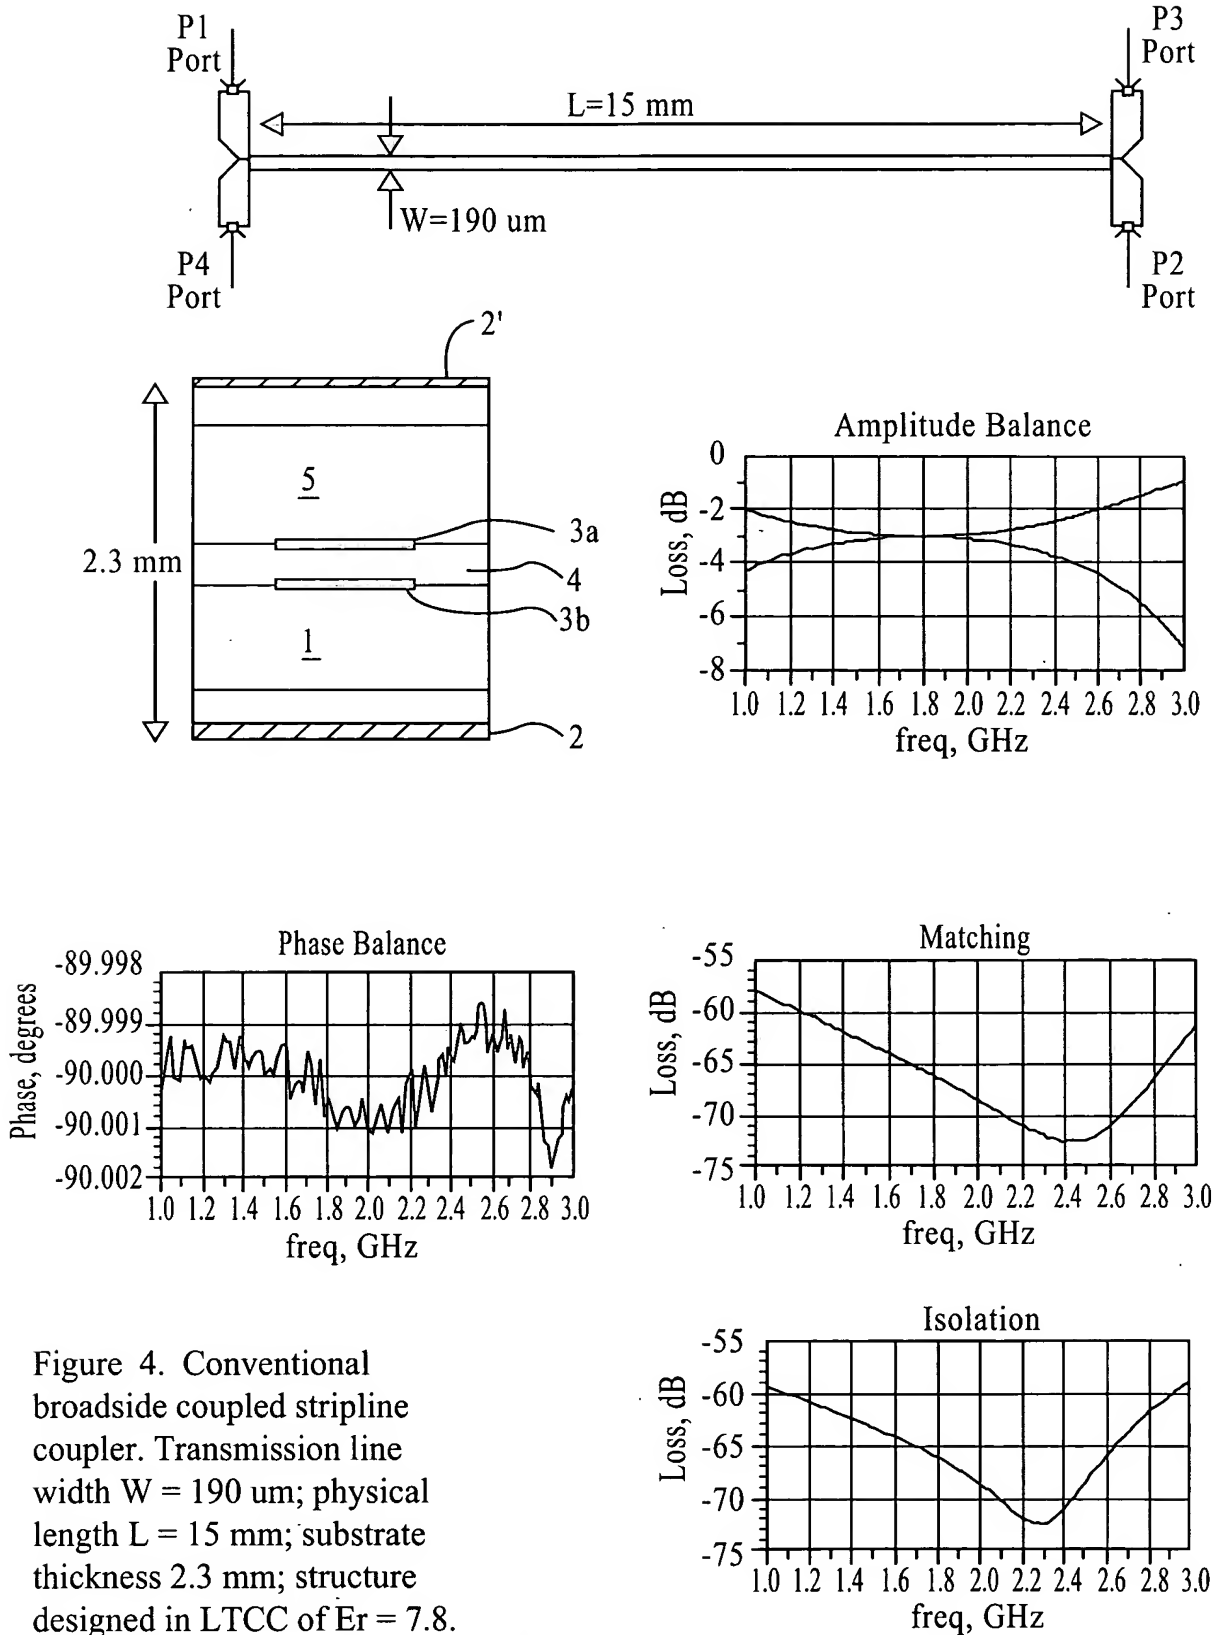 P1
Port
P3
Port
L=15 mm
W=190 um
P4
Port
P2
Port
2'
5
3a
2.3 mm
4
3b
1
2
Amplitude Balance
Loss, dB
0
-2
-4
-6
-8
1.0 1.2 1.4 1.6 1.8 2.0 2.2 2.4 2.6 2.8 3.0
freq, GHz
Phase Balance
Phase, degrees
-89.998
-89.999
-90.000
-90.001
-90.002
1.0 1.2 1.4 1.6 1.8 2.0 2.2 2.4 2.6 2.8 3.0
freq, GHz
Matching
Loss, dB
-55
-60
-65
-70
-75
1.0 1.2 1.4 1.6 1.8 2.0 2.2 2.4 2.6 2.8 3.0
freq, GHz
Isolation
Loss, dB
-55
-60
-65
-70
-75
1.0 1.2 1.4 1.6 1.8 2.0 2.2 2.4 2.6 2.8 3.0
freq, GHz
Figure 4. Conventional
broadside coupled stripline
coupler. Transmission line
width W = 190 um; physical
length L = 15 mm; substrate
thickness 2.3 mm; structure
designed in LTCC of Er = 7.8.